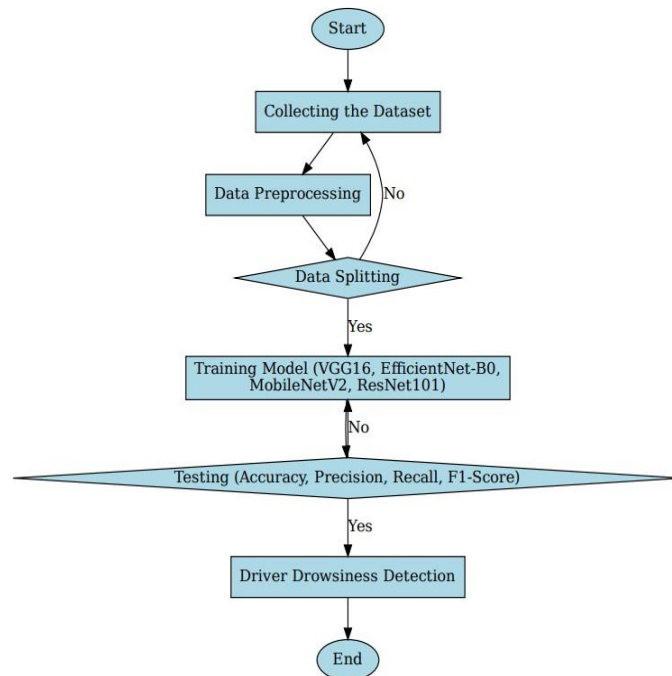 Start
Collecting the Dataset
Data Preprocessing
No
Data Splitting
Yes
Training Model (VGG16, EfficientNet-B0,
MobileNetV2, ResNet101)
No
Testing (Accuracy, Precision, Recall, F1-Score)
Yes
Driver Drowsiness Detection
End